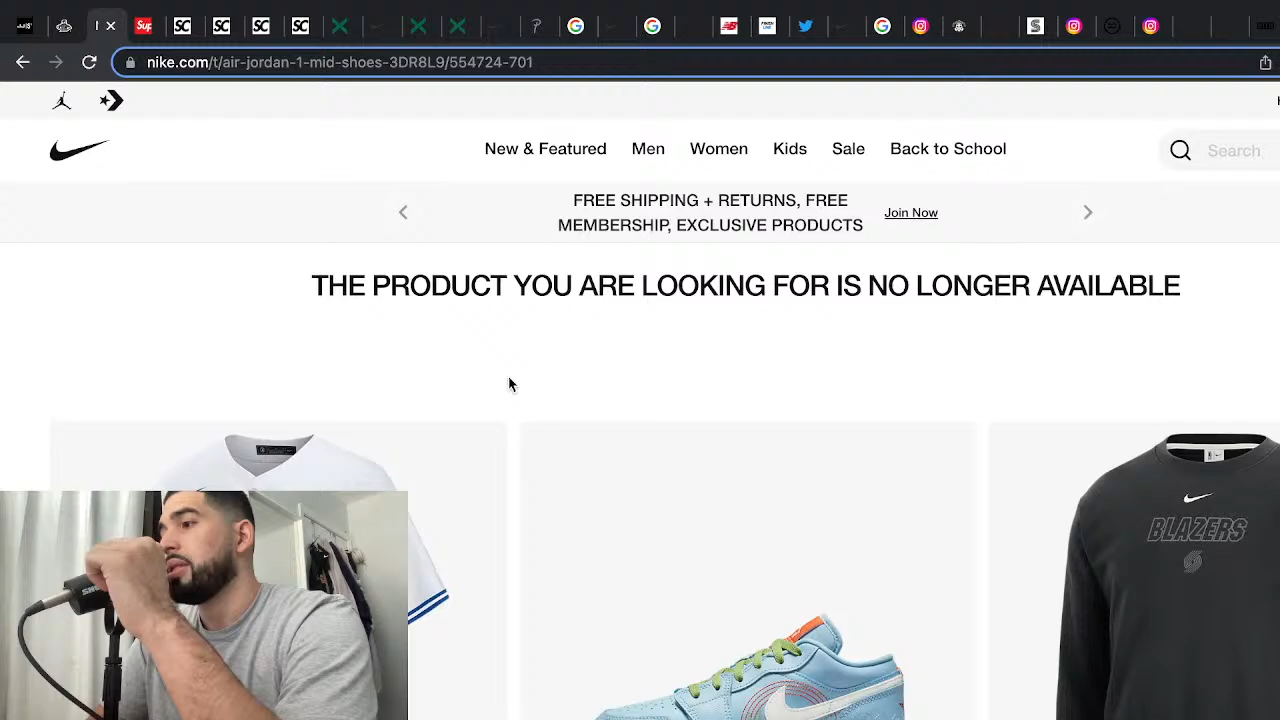 nike.com/t/air-jordan-1-mid-shoes-3DR8L9/554724-701
New & Featured Men Women Kids Sale Back to School
Search
FREE SHIPPING + RETURNS, FREE
MEMBERSHIP, EXCLUSIVE PRODUCTS
Join Now
THE PRODUCT YOU ARE LOOKING FOR IS NO LONGER AVAILABLE
BLAZERS